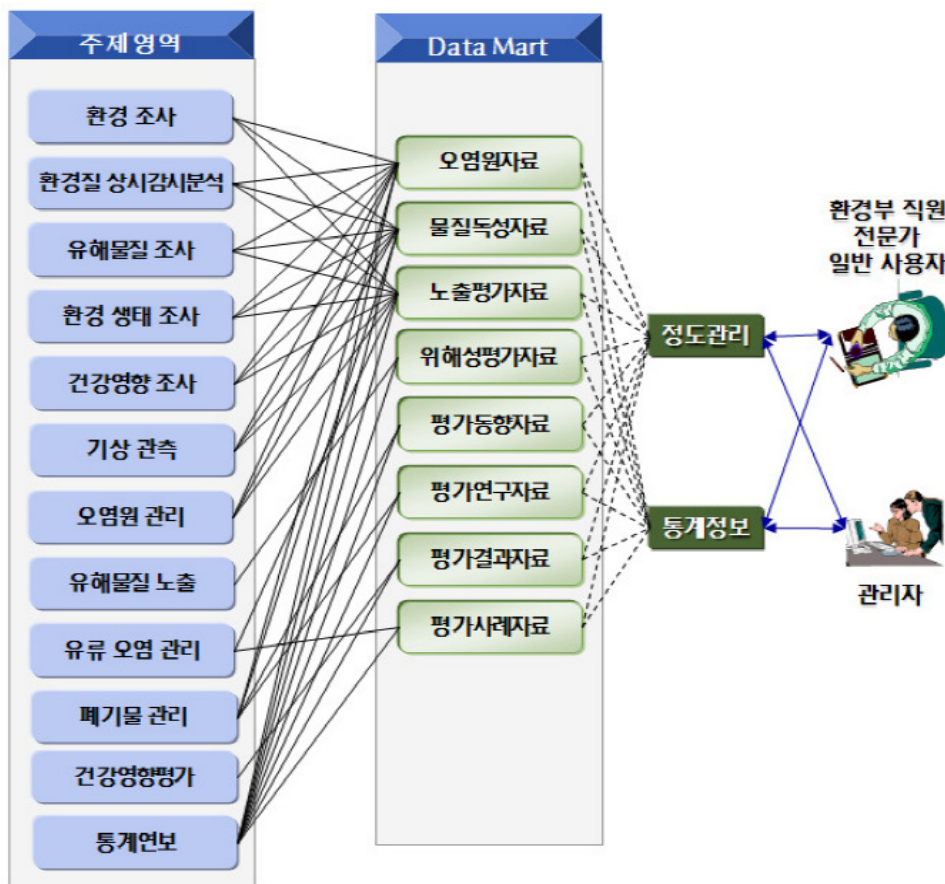 주제영역
환경 조사
환경질 상시감시분석
유해물질 조사
환경 생태 조사
건강영향 조사
기상 관측
오염원 관리
유해물질 노출
유류 오염 관리
폐기물 관리
건강영향평가
통계연보
Data Mart
오염원자료
물질독성자료
노출평가자료
위해성평가자료
평가동향자료
평가연구자료
평가결과자료
평가사례자료
정도관리
통계정보
환경부 직원
전문가
일반 사용자
관리자